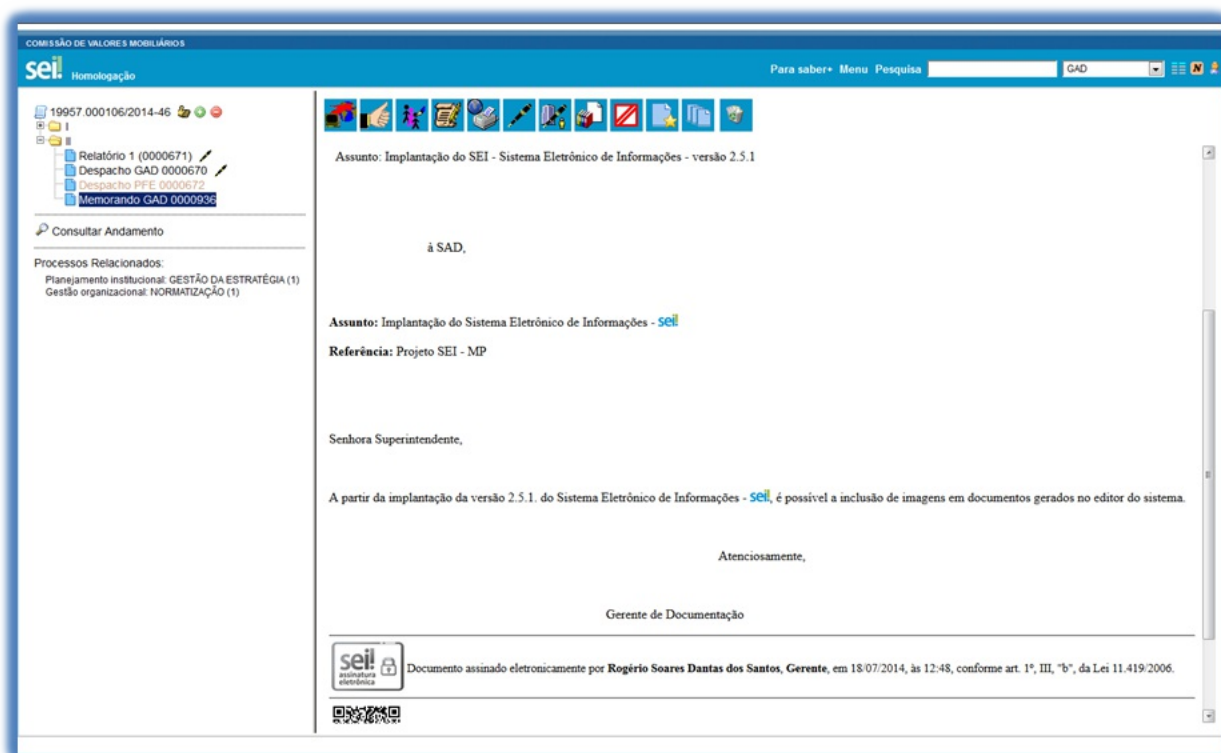 COMISSÃO DE VALORES MOBILIÁRIOS
sei! Homologação
Para saber+ Menu Pesquisa GAD
N
19957.000106/2014-46
I
II
Relatório 1 (0000671)
Despacho GAD 0000670
Despacho PFE 0000672
Memorando GAD 0000936
Consultar Andamento
Processos Relacionados:
Planejamento institucional: GESTÃO DA ESTRATÉGIA (1)
Gestão organizacional: NORMATIZAÇÃO (1)
Assunto: Implantação do SEI - Sistema Eletrônico de Informações - versão 2.5.1
à SAD,
Assunto: Implantação do Sistema Eletrônico de Informações - sei!
Referência: Projeto SEI - MP
Senhora Superintendente,
A partir da implantação da versão 2.5.1. do Sistema Eletrônico de Informações - sei!, é possível a inclusão de imagens em documentos gerados no editor do sistema.
Atenciosamente,
Gerente de Documentação
sei!
assinatura
eletrônica
Documento assinado eletronicamente por Rogério Soares Dantas dos Santos, Gerente, em 18/07/2014, às 12:48, conforme art. 1º, III, "b", da Lei 11.419/2006.